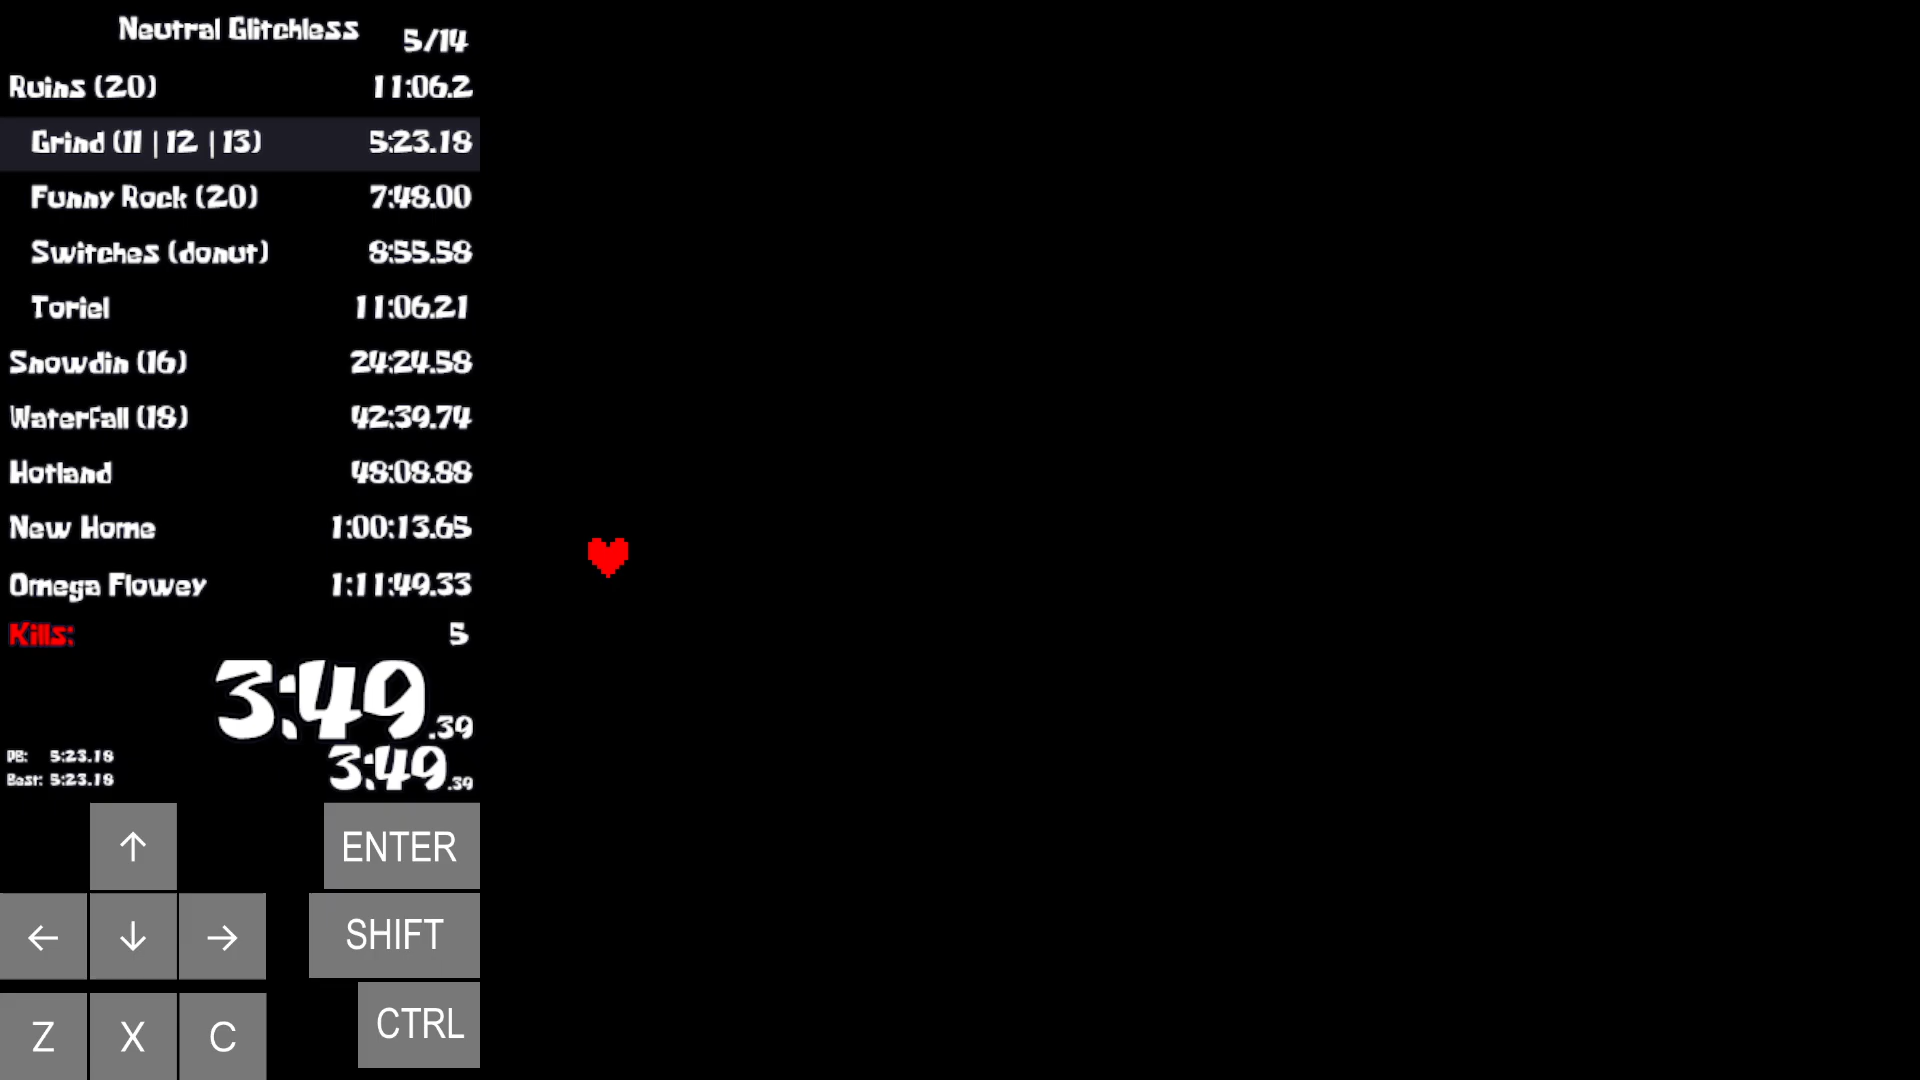 Neutral Glitchless 5/14
Ruins (20) 11:06.2
Grind (11 | 12 | 13) 5:23.18
Funny Rock (20) 7:48.00
Switches (donut) 8:55.58
Toriel 11:06.21
Snowdin (16) 24:24.58
Waterfall (18) 42:39.74
Hotland 48:08.88
New Home 1:00:13.65
Omega Flowey 1:11:49.33
Kills: 5
3:49.39
PB: 5:23.18
Best: 5:23.18
3:49.39
↑ ENTER
← ↓ → SHIFT
Z X C CTRL